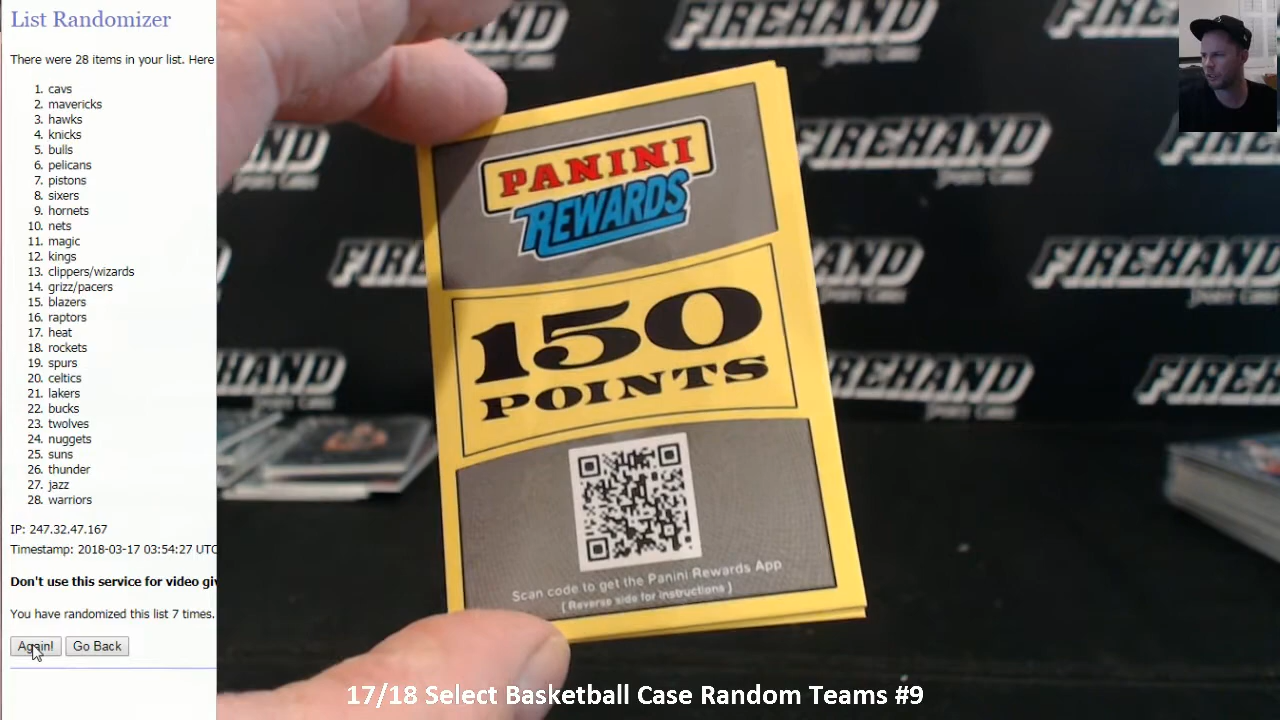 List Randomizer
There were 28 items in your list. Here
1. cavs
2. mavericks
3. hawks
4. knicks
5. bulls
6. pelicans
7. pistons
8. sixers
9. hornets
10. nets
11. magic
12. kings
13. clippers/wizards
14. grizz/pacers
15. blazers
16. raptors
17. heat
18. rockets
19. spurs
20. celtics
21. lakers
22. bucks
23. twolves
24. nuggets
25. suns
26. thunder
27. jazz
28. warriors
IP: 247.32.47.167
Timestamp: 2018-03-17 03:54:27 UTC
Don't use this service for video giv
You have randomized this list 7 times.
Again! Go Back
PANINI
REWARDS
150
POINTS
Scan code to get the Panini Rewards App
(Reverse side for instructions)
FIREHAND
FIREHAND
FIREHAND
FIREHAND
17/18 Select Basketball Case Random Teams #9